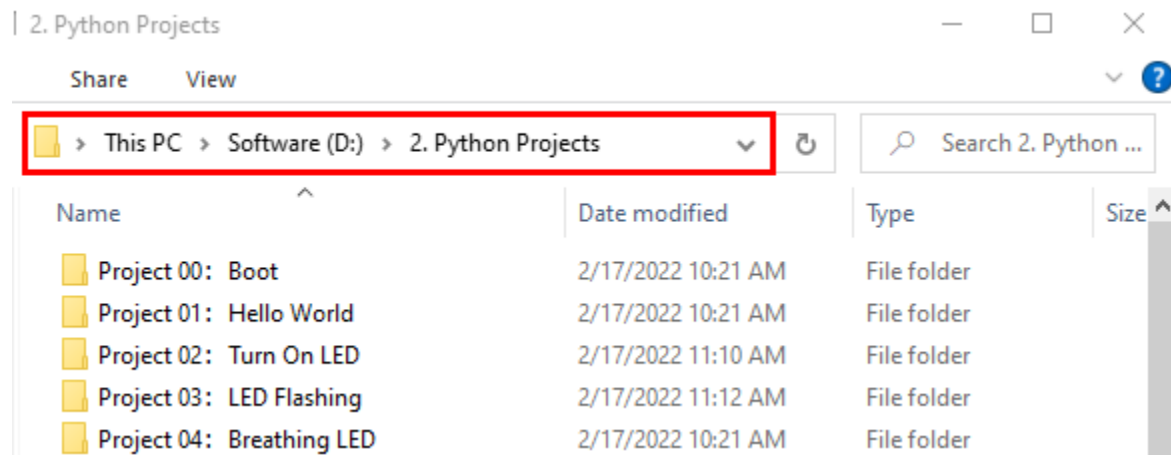 2. Python Projects
Share View
This PC > Software (D:) > 2. Python Projects Search 2. Python ...
Name Date modified Type Size
Project 00：Boot 2/17/2022 10:21 AM File folder
Project 01：Hello World 2/17/2022 10:21 AM File folder
Project 02：Turn On LED 2/17/2022 11:10 AM File folder
Project 03：LED Flashing 2/17/2022 11:12 AM File folder
Project 04：Breathing LED 2/17/2022 10:21 AM File folder